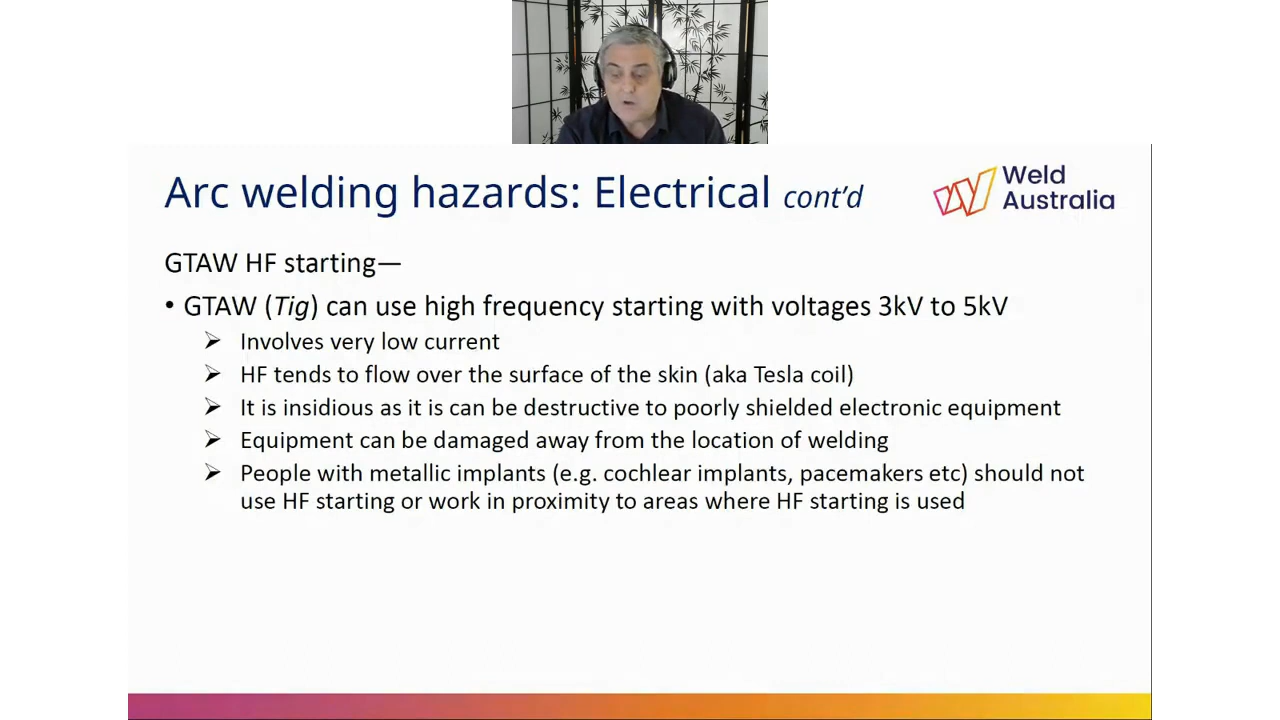 Arc welding hazards: Electrical cont’d
Weld
Australia
GTAW HF starting—
• GTAW (Tig) can use high frequency starting with voltages 3kV to 5kV
➢ Involves very low current
➢ HF tends to flow over the surface of the skin (aka Tesla coil)
➢ It is insidious as it is can be destructive to poorly shielded electronic equipment
➢ Equipment can be damaged away from the location of welding
➢ People with metallic implants (e.g. cochlear implants, pacemakers etc) should not
use HF starting or work in proximity to areas where HF starting is used